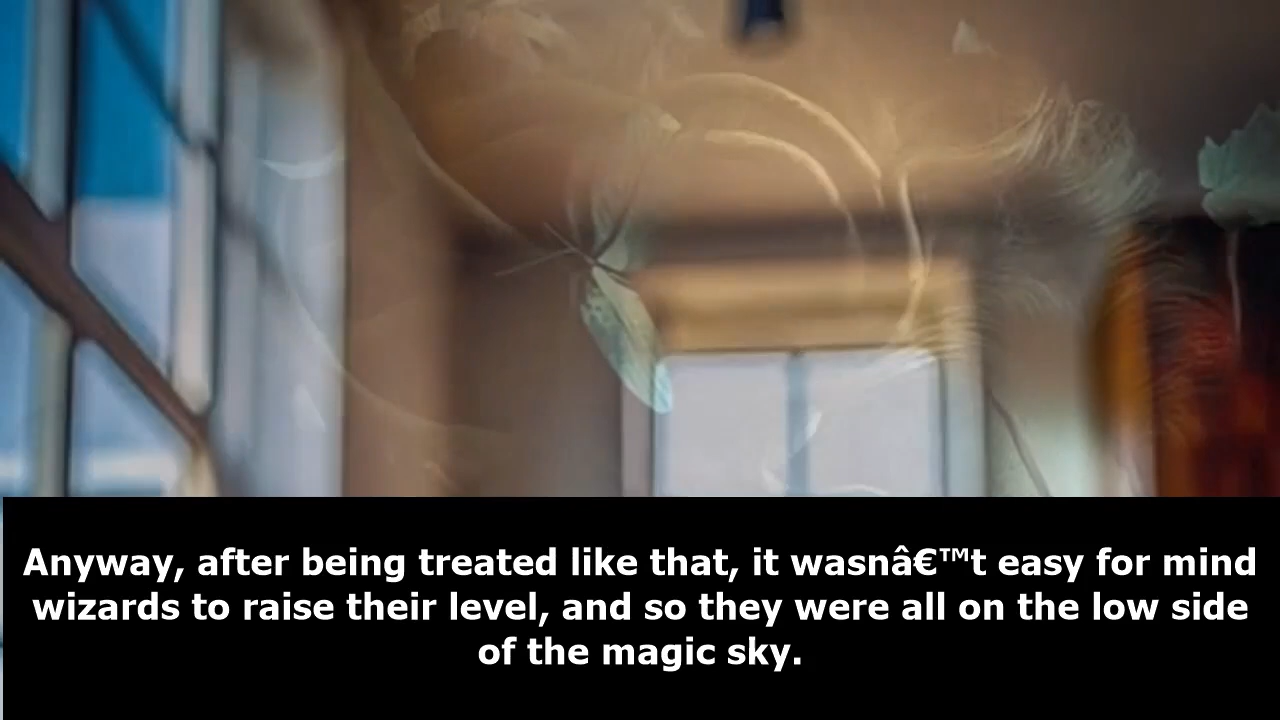 Anyway, after being treated like that, it wasnâ€™t easy for mind
wizards to raise their level, and so they were all on the low side
of the magic sky.